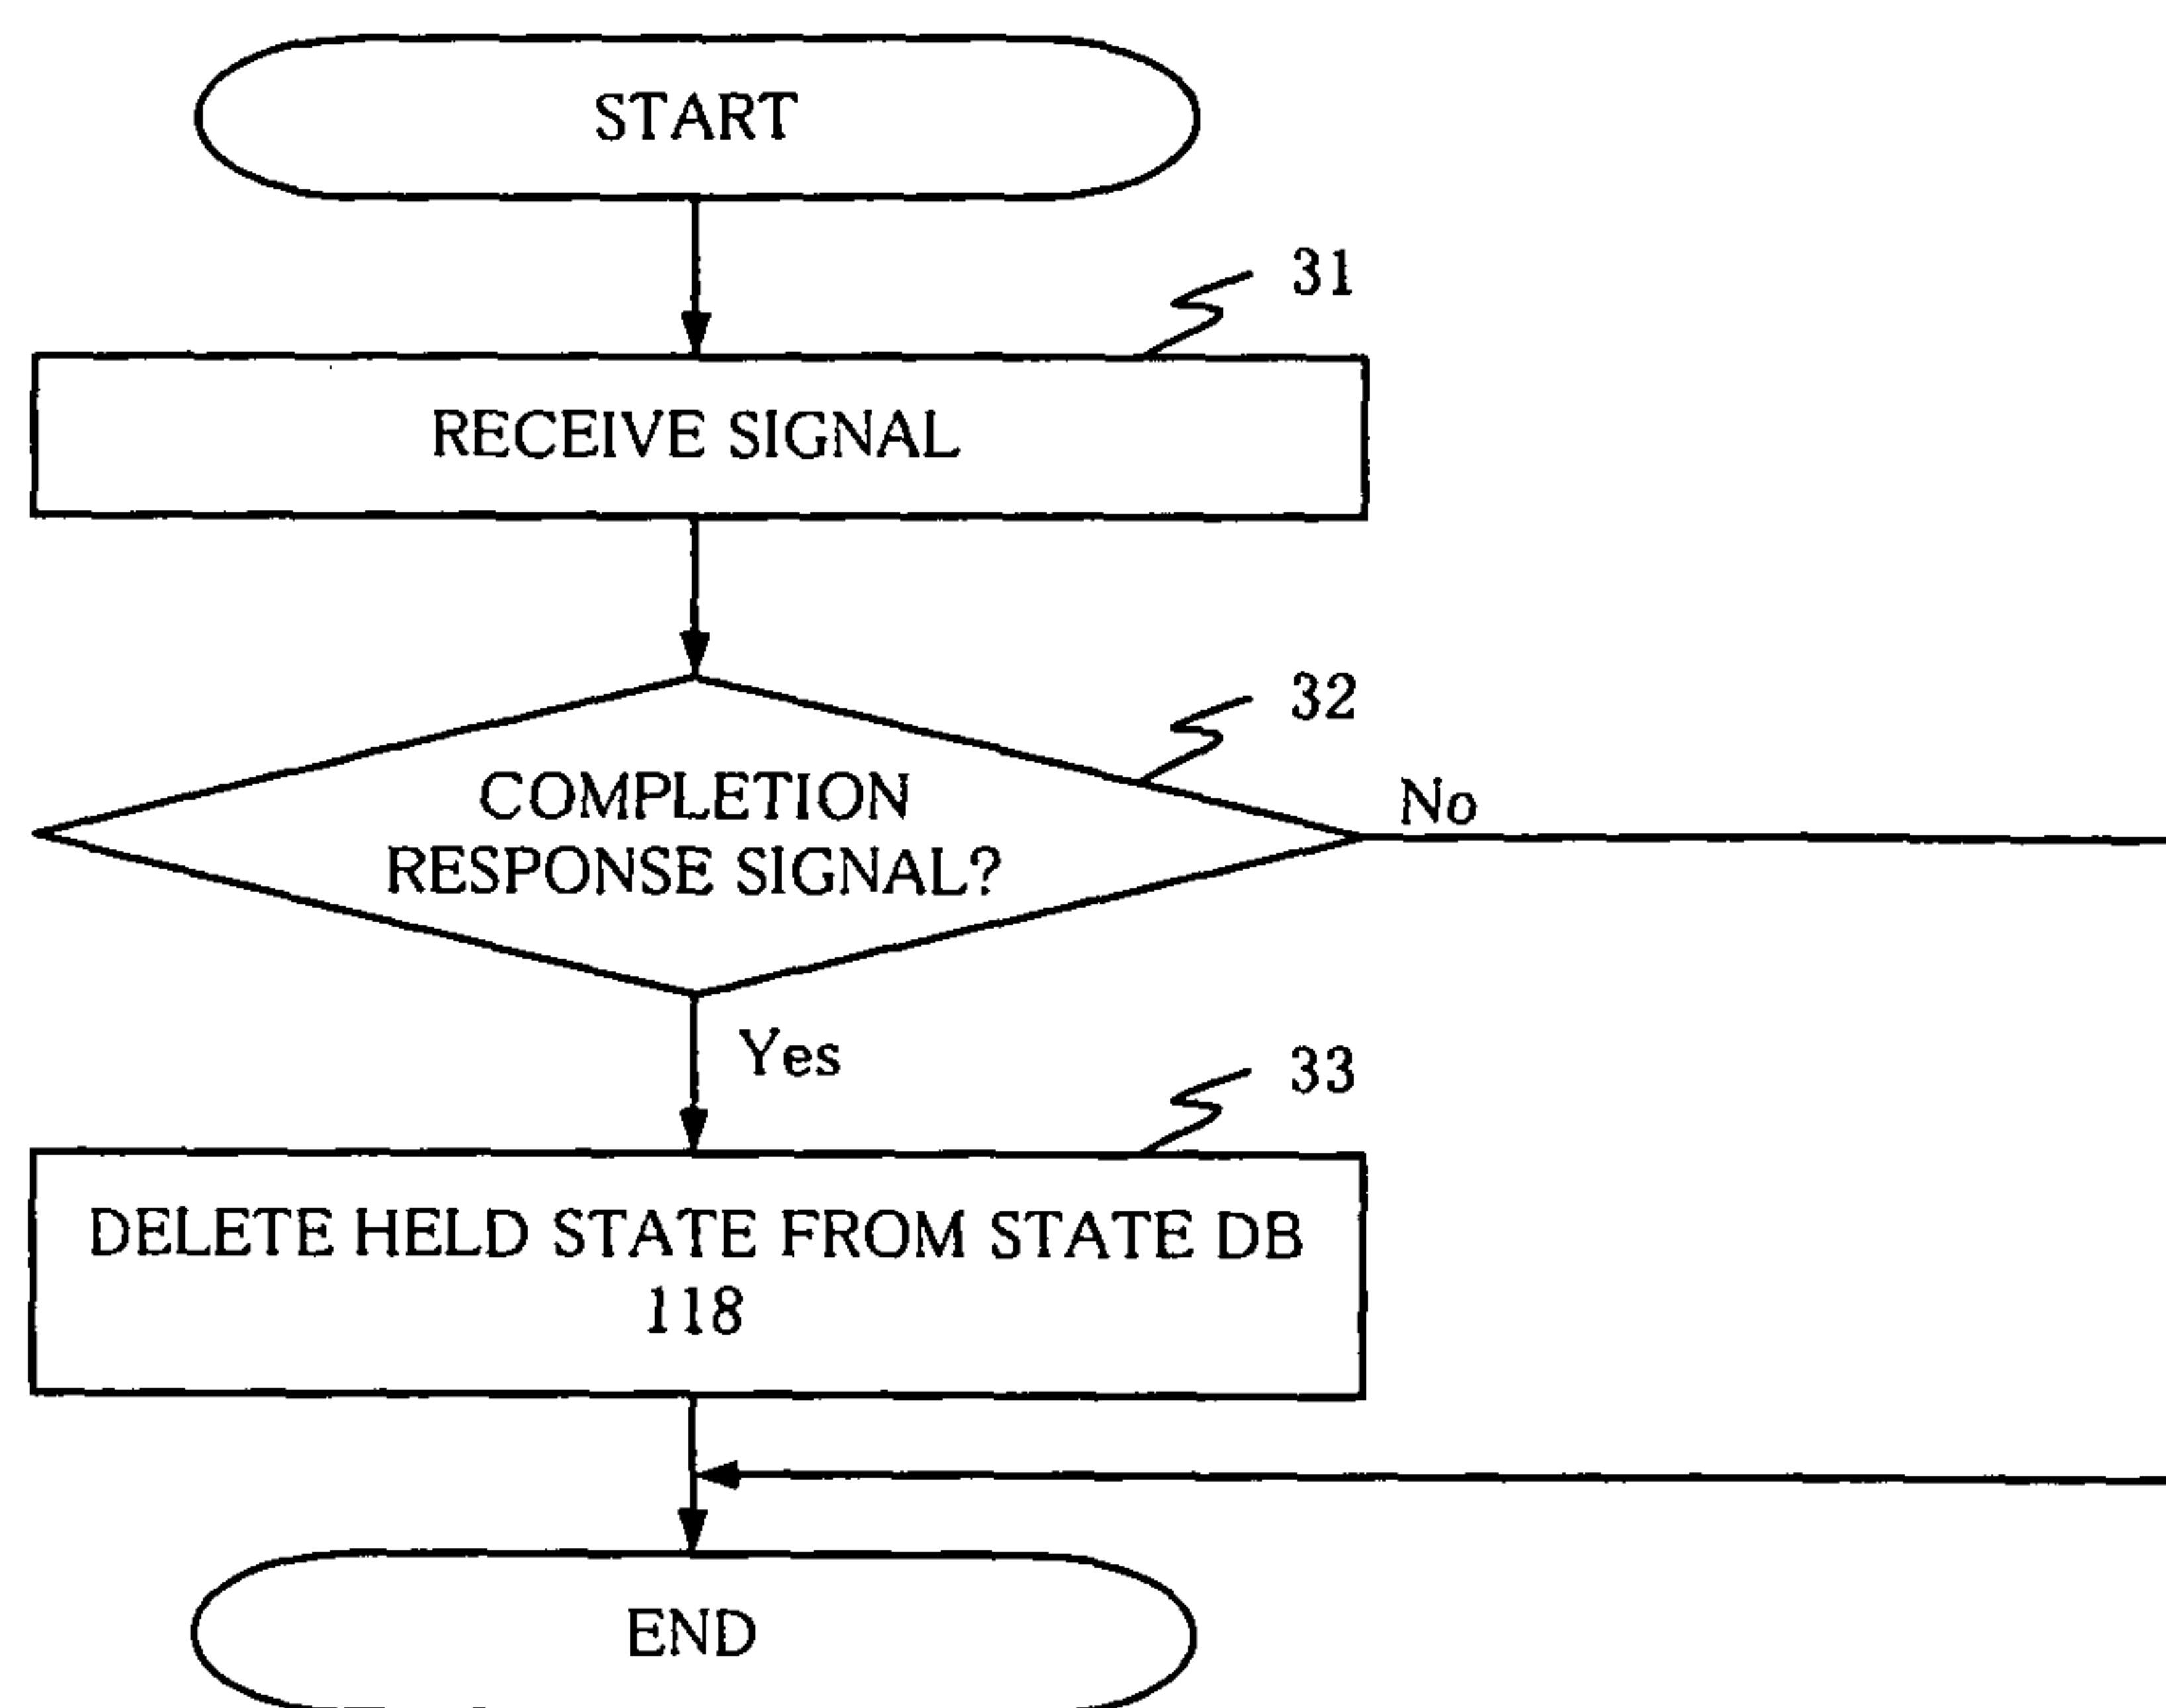 START
31
RECEIVE SIGNAL
32
COMPLETION
RESPONSE SIGNAL?
No
Yes
33
DELETE HELD STATE FROM STATE DB
118
END